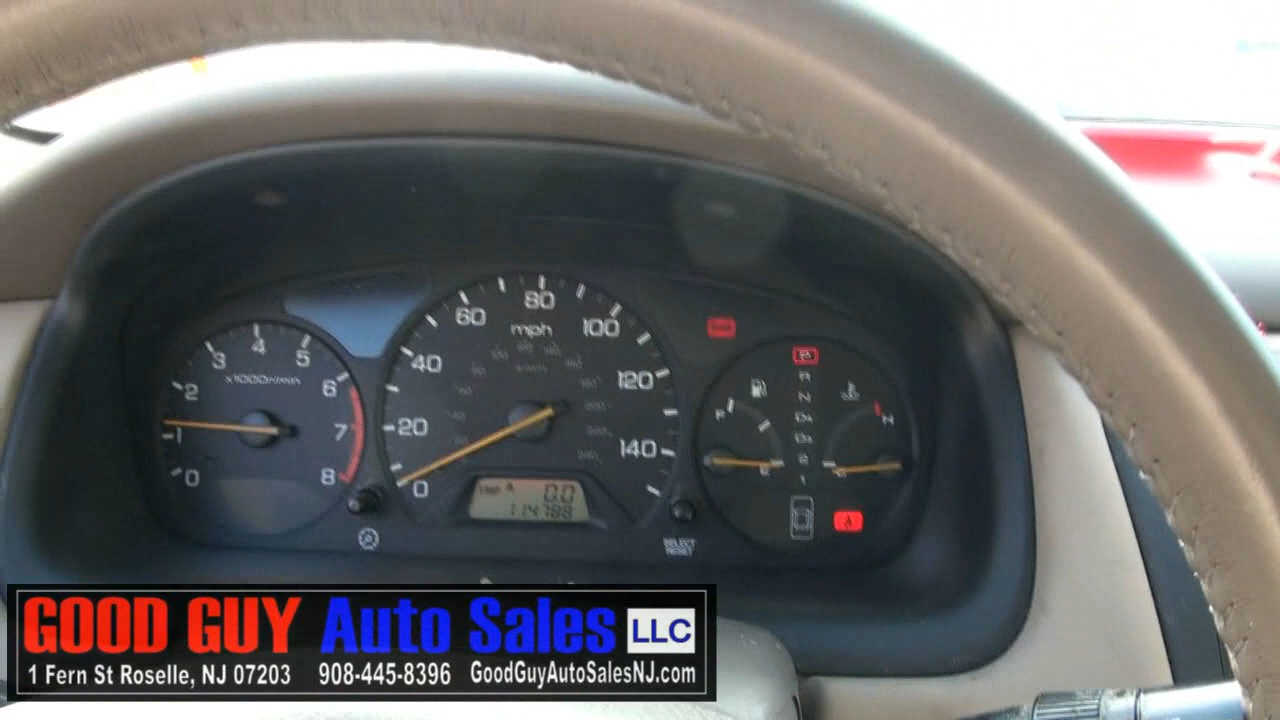 80
60
100
mph
4
3
5
40
x1000r/min
2
6
120
F
R
N
H
D4
D3
20
7
1
140
2
E
C
1
0
8
0
TRIP A 0.0
114788
SELECT
RESET
GOOD GUY Auto Sales LLC
1 Fern St Roselle, NJ 07203 908-445-8396 GoodGuyAutoSalesNJ.com